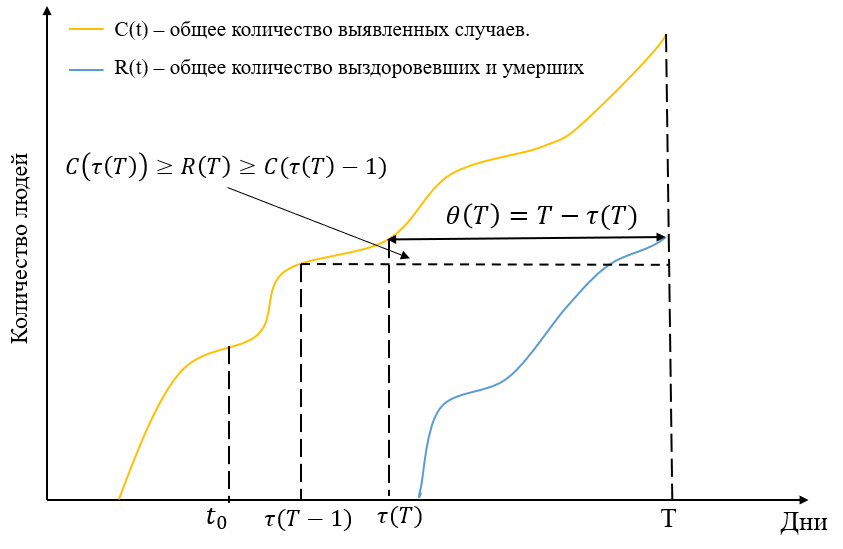 C(t) – общее количество выявленных случаев.
R(t) – общее количество выздоровевших и умерших
C(τ(T)) ≥ R(T) ≥ C(τ(T) − 1)
θ(T) = T − τ(T)
Количество людей
t₀
τ(T − 1)
τ(T)
T
Дни